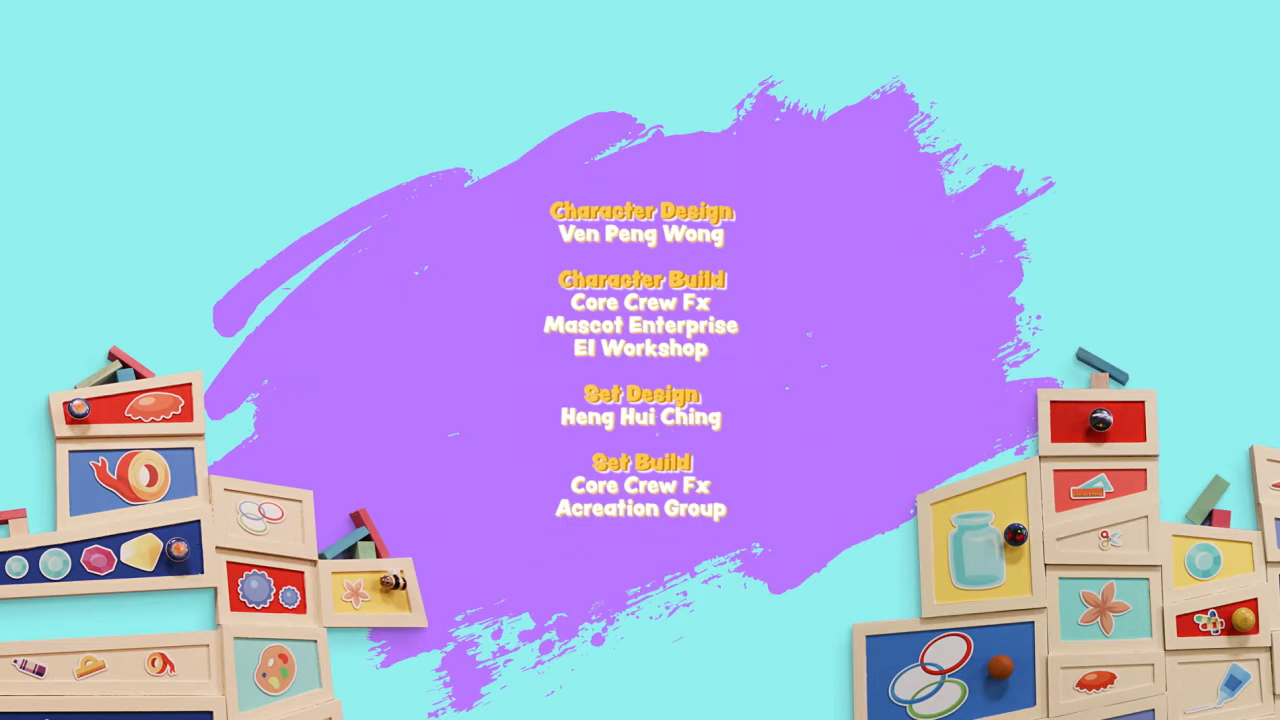 Character Design
Ven Peng Wong
Character Build
Core Crew Fx
Mascot Enterprise
EI Workshop
Set Design
Heng Hui Ching
Set Build
Core Crew Fx
Acreation Group